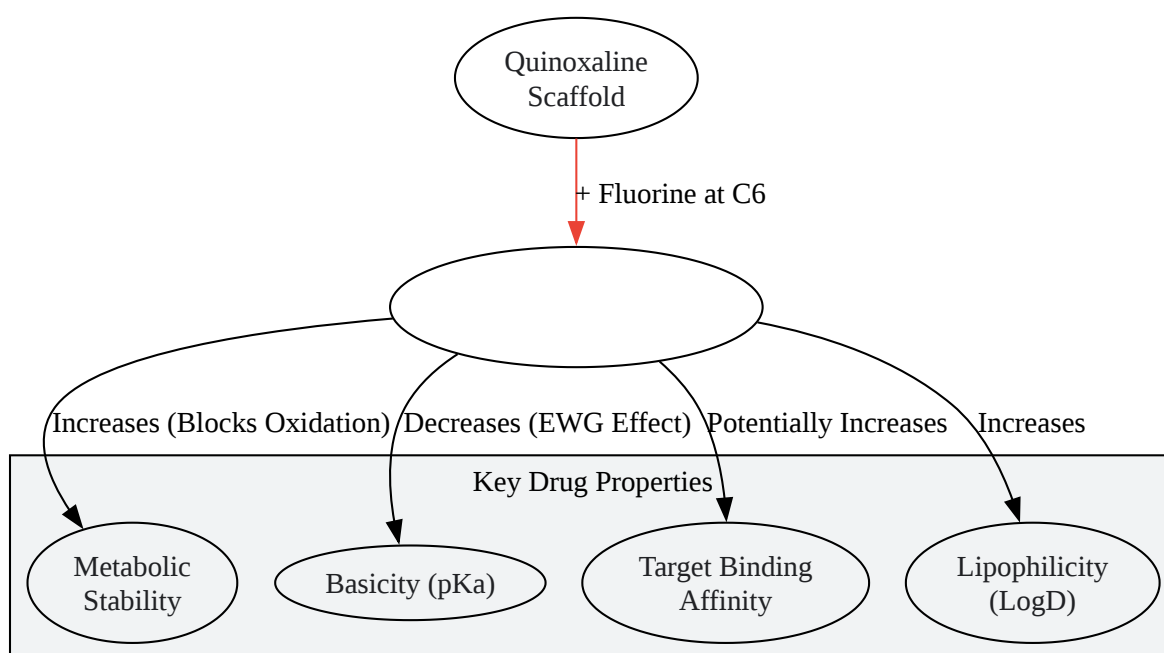 Quinoxaline
Scaffold
+ Fluorine at C6
Increases (Blocks Oxidation)
Decreases (EWG Effect)
Potentially Increases
Increases
Key Drug Properties
Metabolic
Stability
Basicity (pKa)
Target Binding
Affinity
Lipophilicity
(LogD)